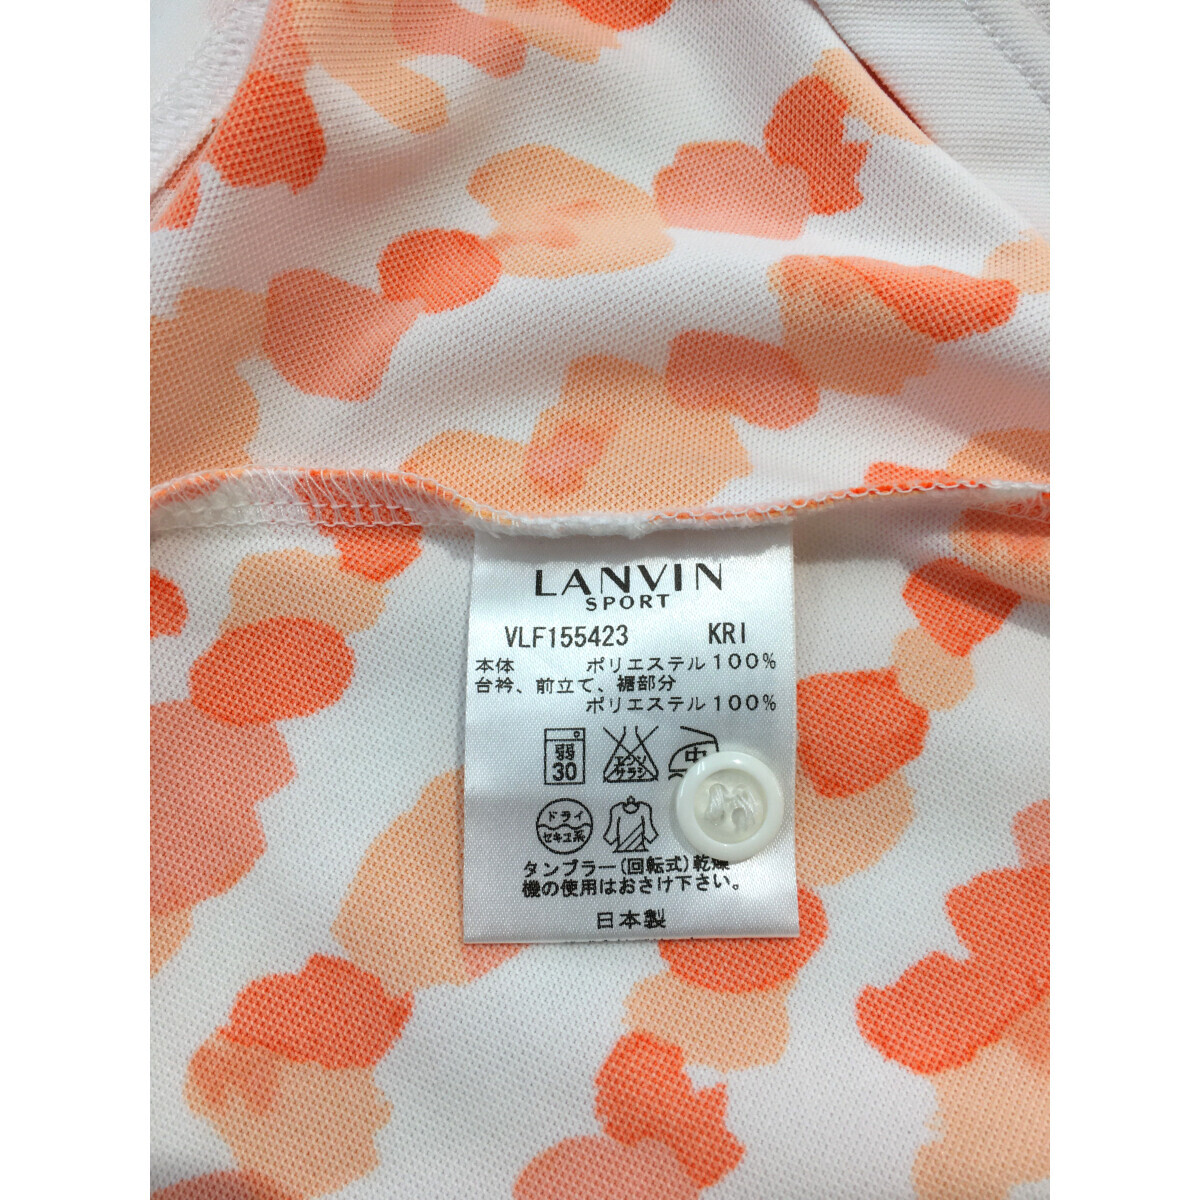 LANVIN
SPORT
VLF155423 KRI
本体 ポリエステル100%
台衿、前立て、裾部分
ポリエステル100%
弱
30
エンソ
サラシ
中
ドライ
セキユ系
タンブラー(回転式)乾燥
機の使用はおさけ下さい。
日本製